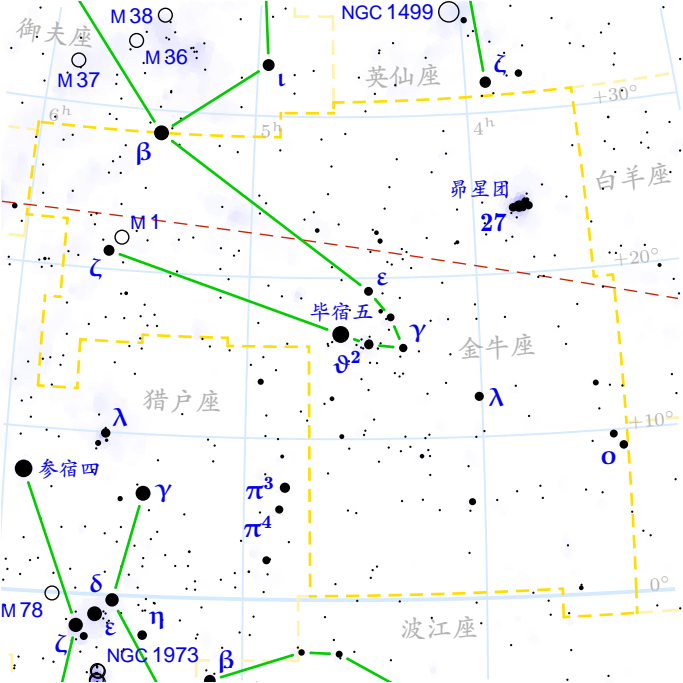 M 38
NGC 1499
御夫座
M 36
M 37
ι
英仙座
ζ
+30°
6h
5h
4h
β
昴星团
白羊座
27
M 1
ζ
+20°
ε
毕宿五
γ
ϑ2
金牛座
λ
猎户座
λ
+10°
ο
参宿四
γ
π3
π4
δ
0°
M 78
ε
η
波江座
ζ
NGC 1973
β